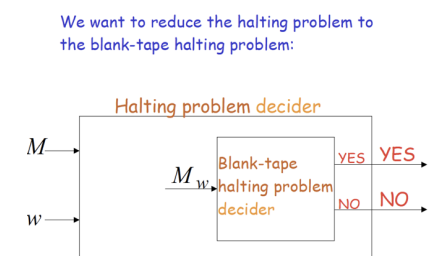 We want to reduce the halting problem to
the blank-tape halting problem:
Halting problem decider
M
w
M w
Blank-tape
halting problem
decider
YES
NO
YES
NO